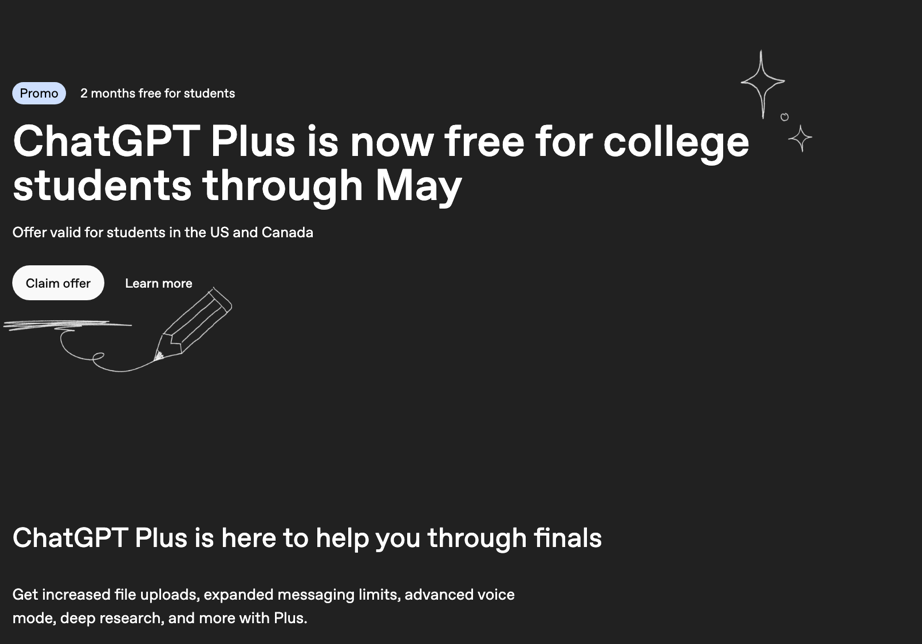 Promo 2 months free for students
ChatGPT Plus is now free for college
students through May
Offer valid for students in the US and Canada
Claim offer Learn more
ChatGPT Plus is here to help you through finals
Get increased file uploads, expanded messaging limits, advanced voice
mode, deep research, and more with Plus.